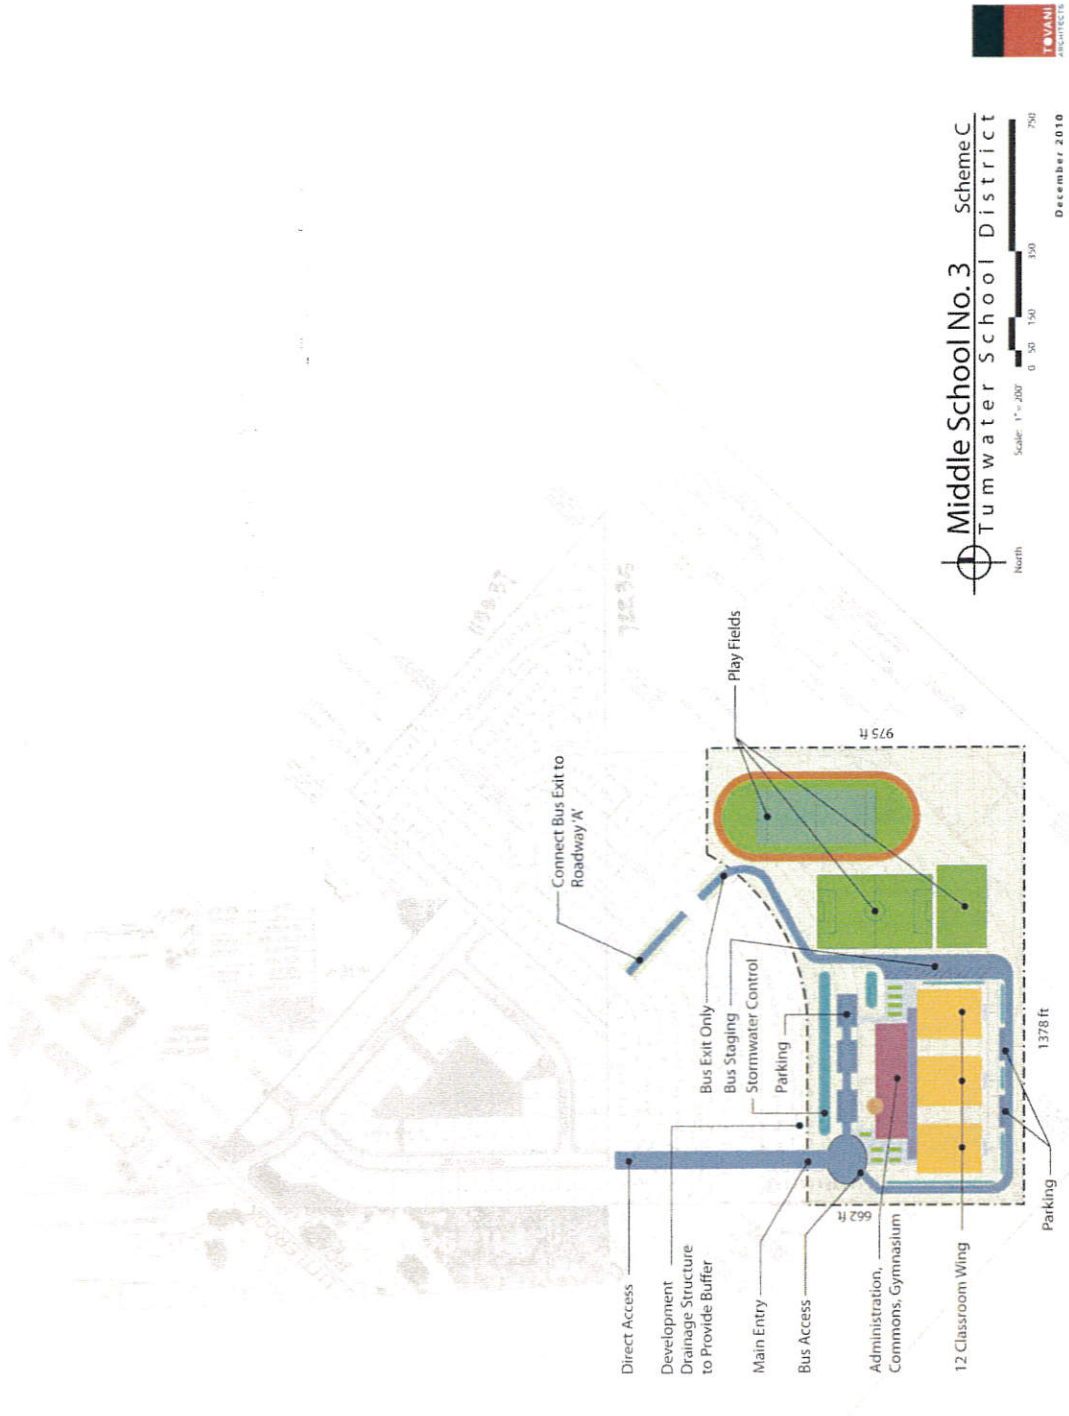 Connect Bus Exit to
Roadway 'A'
Play Fields
Bus Exit Only
Bus Staging
Stormwater Control
Parking
Direct Access
Development
Drainage Structure
to Provide Buffer
Main Entry
Bus Access
Administration,
Commons, Gymnasium
12 Classroom Wing
Parking
662 ft
975 ft
1378 ft
North
Middle School No. 3 Scheme C
Tumwater School District
Scale: 1" = 200'
0 50 150 350 750
December 2010
TOVANI
ARCHITECTS